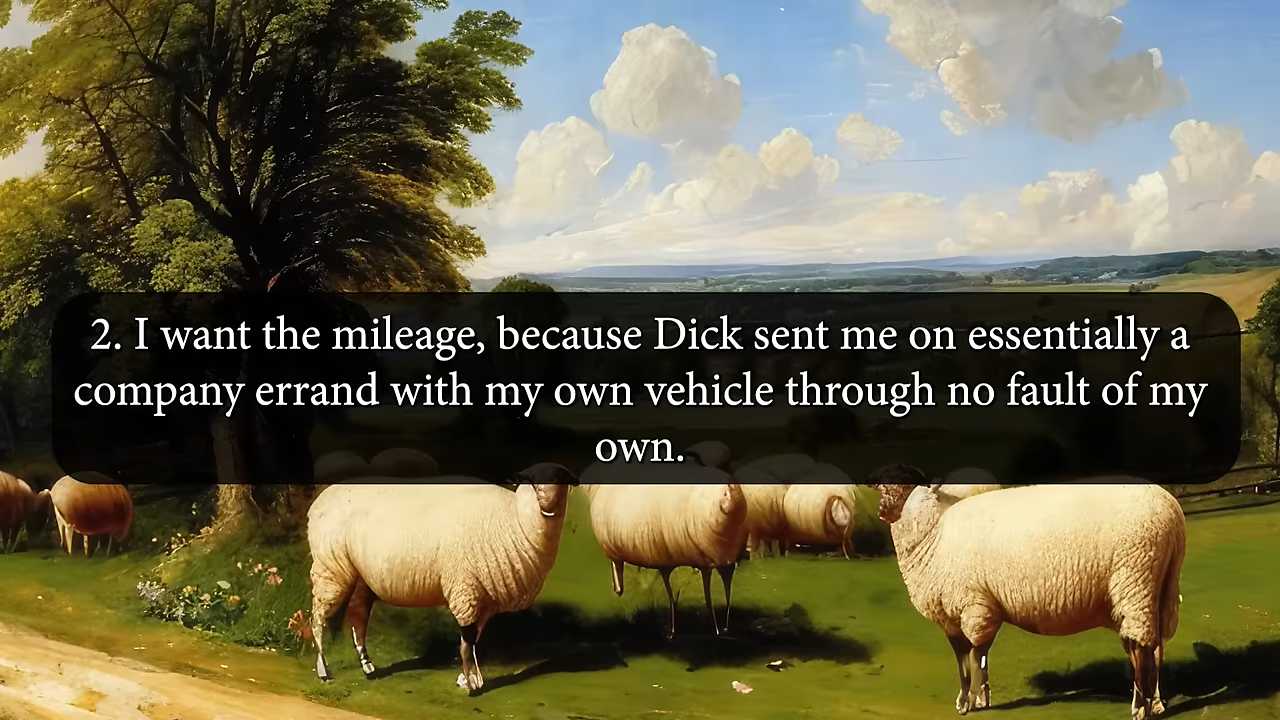 2. I want the mileage, because Dick sent me on essentially a
company errand with my own vehicle through no fault of my
own.